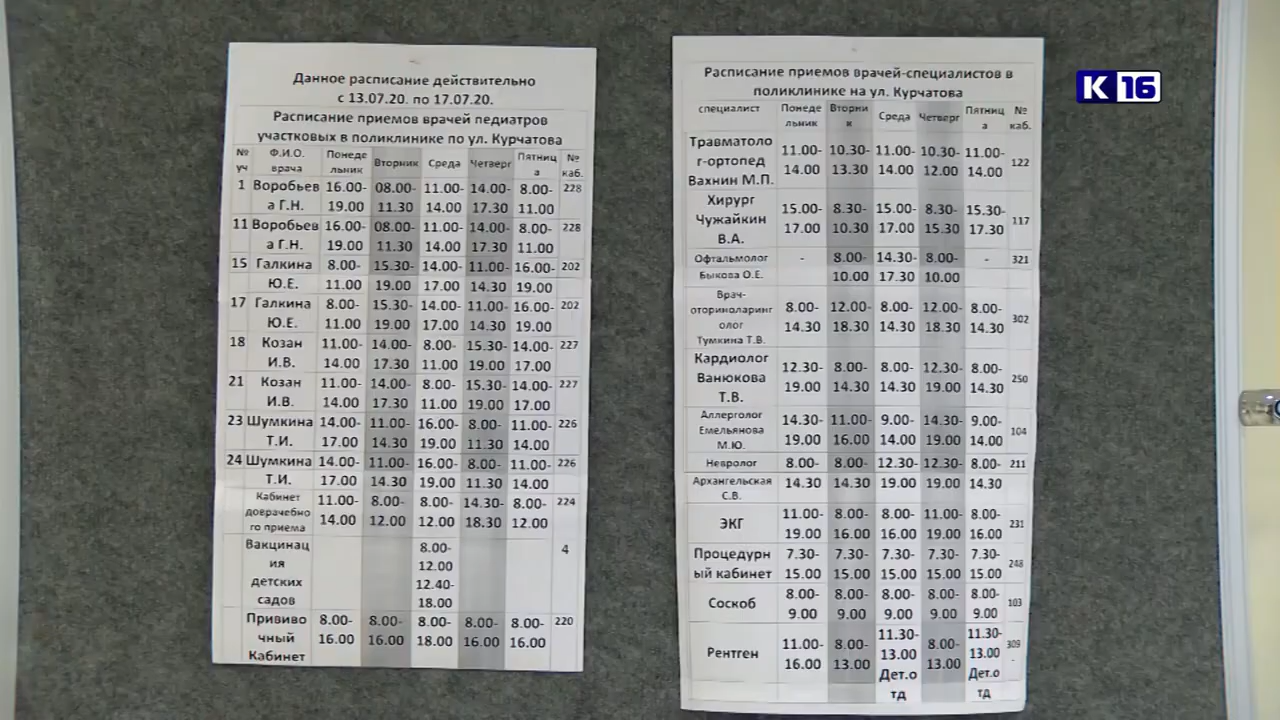 Данное расписание действительно
с 13.07.20. по 17.07.20.
Расписание приемов врачей педиатров
участковых в поликлинике по ул. Курчатова
№ уч Ф.И.О. врача Понеде льник Вторник Среда Четверг Пятниц а № каб.
1 Воробьев 16.00- 08.00- 11.00- 14.00- 8.00- 228
а Г.Н. 19.00 11.30 14.00 17.30 11.00
11 Воробьев 16.00- 08.00- 11.00- 14.00- 8.00- 228
а Г.Н. 19.00 11.30 14.00 17.30 11.00
15 Галкина 8.00- 15.30- 14.00- 11.00- 16.00- 202
Ю.Е. 11.00 19.00 17.00 14.30 19.00
17 Галкина 8.00- 15.30- 14.00- 11.00- 16.00- 202
Ю.Е. 11.00 19.00 17.00 14.30 19.00
18 Козан 11.00- 14.00- 8.00- 15.30- 14.00- 227
И.В. 14.00 17.30 11.00 19.00 17.00
21 Козан 11.00- 14.00- 8.00- 15.30- 14.00- 227
И.В. 14.00 17.30 11.00 19.00 17.00
23 Шумкина 14.00- 11.00- 16.00- 8.00- 11.00- 226
Т.И. 17.00 14.30 19.00 11.30 14.00
24 Шумкина 14.00- 11.00- 16.00- 8.00- 11.00- 226
Т.И. 17.00 14.30 19.00 11.30 14.00
Кабинет 11.00- 8.00- 8.00- 14.30- 8.00- 224
доврачебно
го приема 14.00 12.00 12.00 18.30 12.00
Вакцинац 8.00- 4
ия 12.00
детских 12.40-
садов 18.00
Прививо 8.00- 8.00- 8.00- 8.00- 8.00- 220
чный 16.00 16.00 18.00 16.00 16.00
Кабинет
Расписание приемов врачей-специалистов в
поликлинике на ул. Курчатова
специалист Понеде льник Вторни к Среда Четверг Пятниц а № каб.
Травматоло 11.00- 10.30- 11.00- 10.30- 11.00- 122
г-ортопед 14.00 13.30 14.00 12.00 14.00
Вахнин М.П.
Хирург 15.00- 8.30- 15.00- 8.30- 15.30- 117
Чужайкин 17.00 10.30 17.00 15.30 17.30
В.А.
Офтальмолог - 8.00- 14.30- 8.00- - 321
Быкова О.Е. 10.00 17.30 10.00
Врач-
оториноларинг 8.00- 12.00- 8.00- 12.00- 8.00- 302
олог 14.30 18.30 14.30 18.30 14.30
Тумкина Т.В.
Кардиолог 12.30- 8.00- 8.00- 12.30- 8.00- 250
Ванюкова 19.00 14.30 14.30 19.00 14.30
Т.В.
Аллерголог 14.30- 11.00- 9.00- 14.30- 9.00- 104
Емельянова 19.00 16.00 14.00 19.00 14.00
М.Ю.
Невролог 8.00- 8.00- 12.30- 12.30- 8.00- 211
Архангельская 14.30 14.30 19.00 19.00 14.30
С.В.
ЭКГ 11.00- 8.00- 8.00- 11.00- 8.00- 231
19.00 16.00 16.00 19.00 16.00
Процедурн 7.30- 7.30- 7.30- 7.30- 7.30- 248
ый кабинет 15.00 15.00 15.00 15.00 15.00
Соскоб 8.00- 8.00- 8.00- 8.00- 8.00- 103
9.00 9.00 9.00 9.00 9.00
Рентген 11.00- 8.00- 11.30- 8.00- 11.30- 309
16.00 13.00 13.00 13.00 13.00 -
Дет.о Дет.о
тд тд
К 16